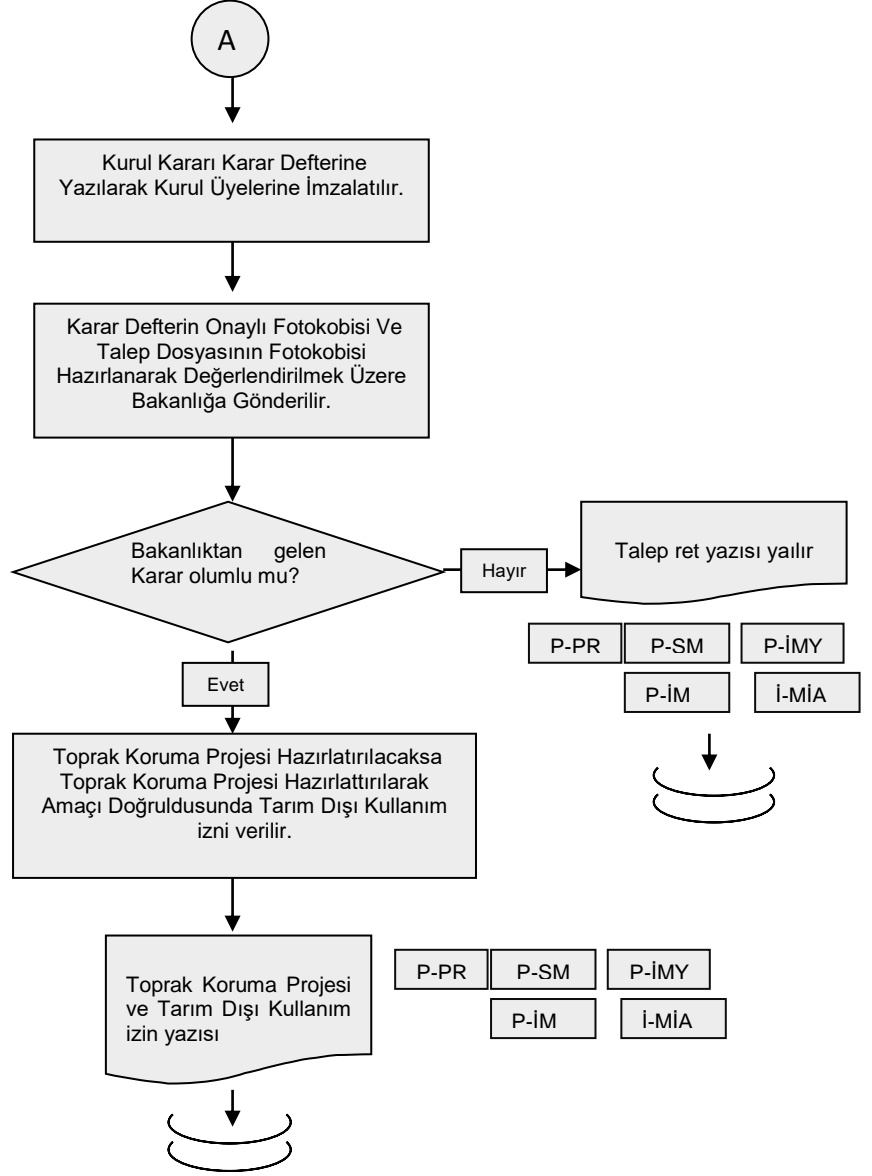 A
Kurul Kararı Karar Defterine
Yazılarak Kurul Üyelerine İmzalatılır.
Karar Defterin Onaylı Fotokobisi Ve
Talep Dosyasının Fotokobisi
Hazırlanarak Değerlendirilmek Üzere
Bakanlığa Gönderilir.
Bakanlıktan gelen
Karar olumlu mu?
Hayır
Talep ret yazısı yaılır
P-PR P-SM P-İMY
P-İM İ-MİA
Evet
Toprak Koruma Projesi Hazırlatırılacaksa
Toprak Koruma Projesi Hazırlattırılarak
Amaçı Doğruldusunda Tarım Dışı Kullanım
izni verilir.
Toprak Koruma Projesi
ve Tarım Dışı Kullanım
izin yazısı
P-PR P-SM P-İMY
P-İM İ-MİA